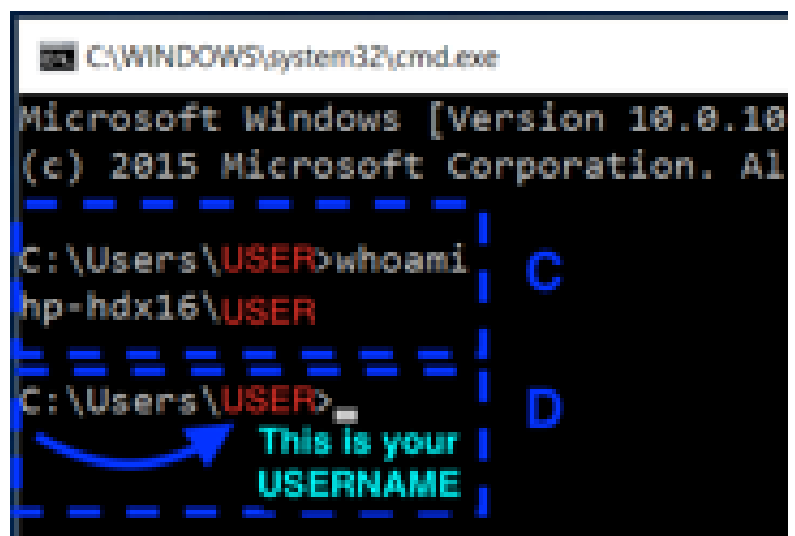 C:\WINDOWS\system32\cmd.exe
Microsoft Windows [Version 10.0.10
(c) 2015 Microsoft Corporation. Al
C:\Users\USER>whoami
hp-hdx16\USER
C
C:\Users\USER>_
D
This is your
USERNAME